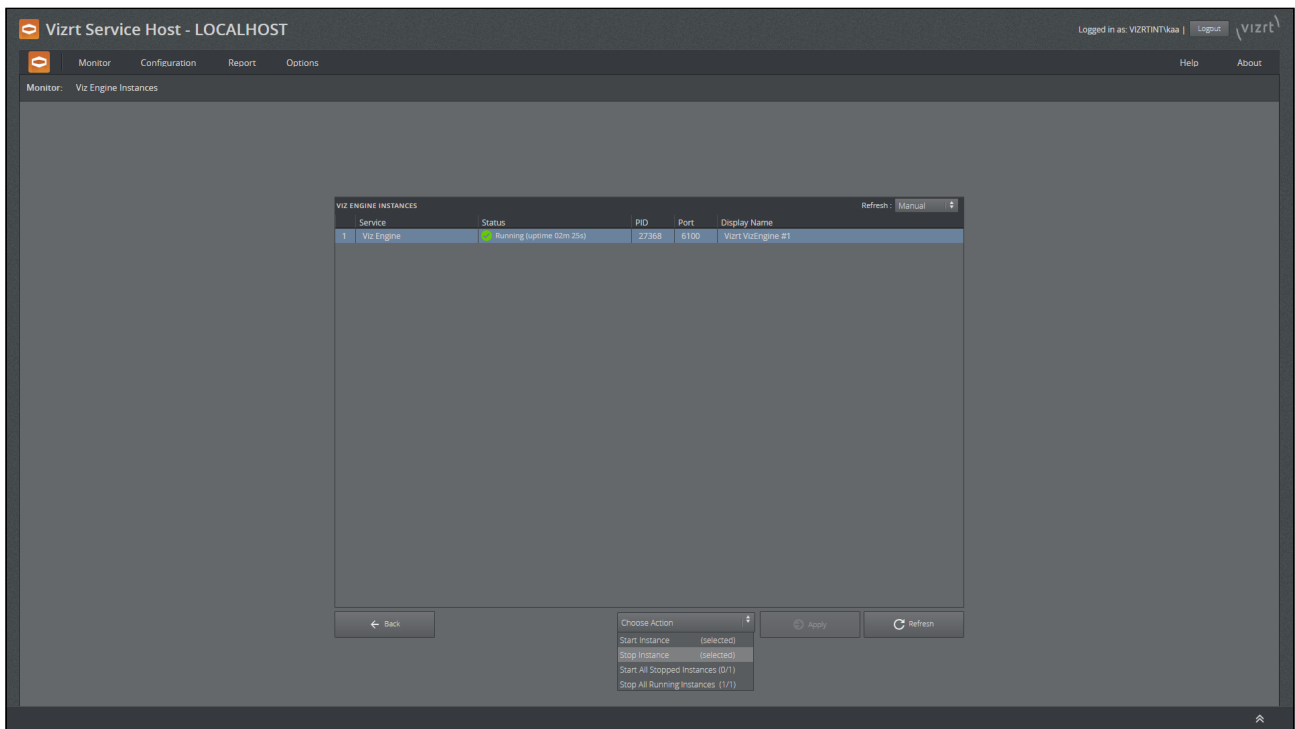 Vizrt Service Host - LOCALHOST
Logged in as: VIZRTINT\kaa | Logout vizrt
Monitor Configuration Report Options Help About
Monitor: Viz Engine Instances
VIZ ENGINE INSTANCES Refresh : Manual
Service Status PID Port Display Name
1 Viz Engine Running (uptime 02m 25s) 27368 6100 Vizrt VizEngine #1
Back Choose Action Apply Refresh
Start Instance (selected)
Stop Instance (selected)
Start All Stopped Instances (0/1)
Stop All Running Instances (1/1)